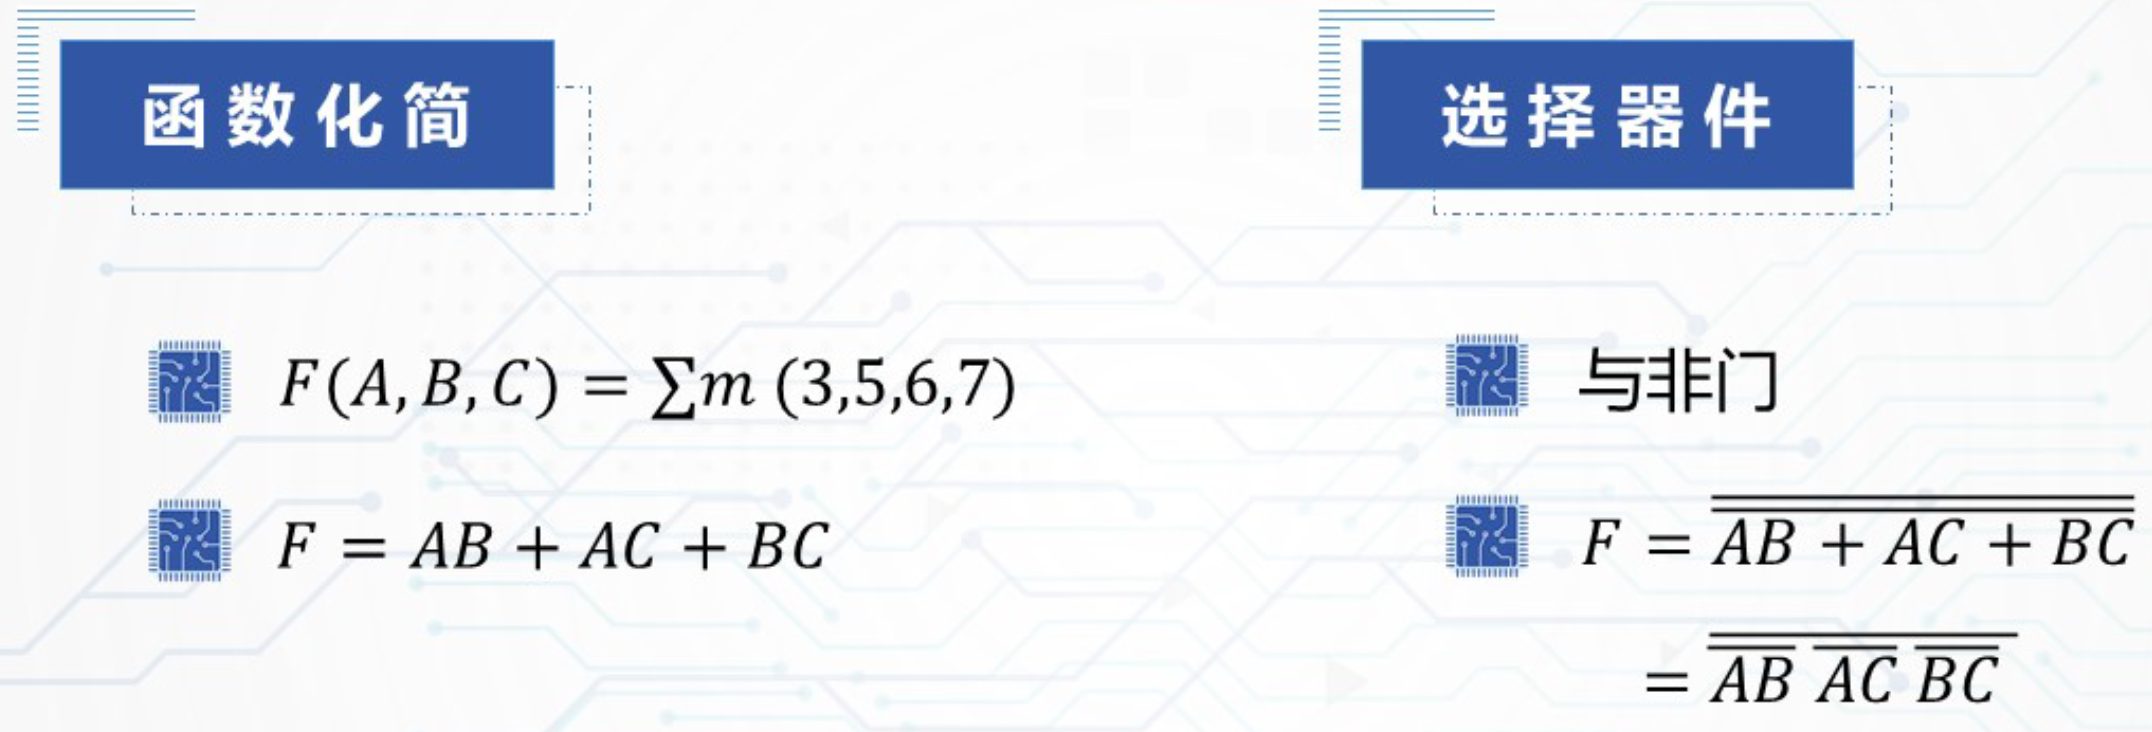 函数化简
F(A, B, C) = ∑m (3,5,6,7)
F = AB + AC + BC
选择器件
与非门
F = \overline{\overline{AB + AC + BC}}
= \overline{\overline{AB} \overline{AC} \overline{BC}}